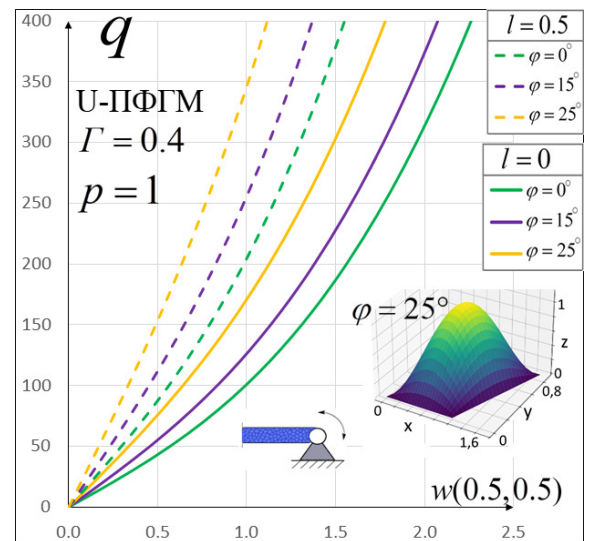 q
U-ПФГМ
Γ = 0.4
p = 1
400
350
300
250
200
150
100
50
0
0.0 0.5 1.0 1.5 2.0 2.5
w(0.5,0.5)
l = 0.5
φ = 0°
φ = 15°
φ = 25°
l = 0
φ = 0°
φ = 15°
φ = 25°
φ = 25°
1
z
0
0,8
y
0
1,6
x
0